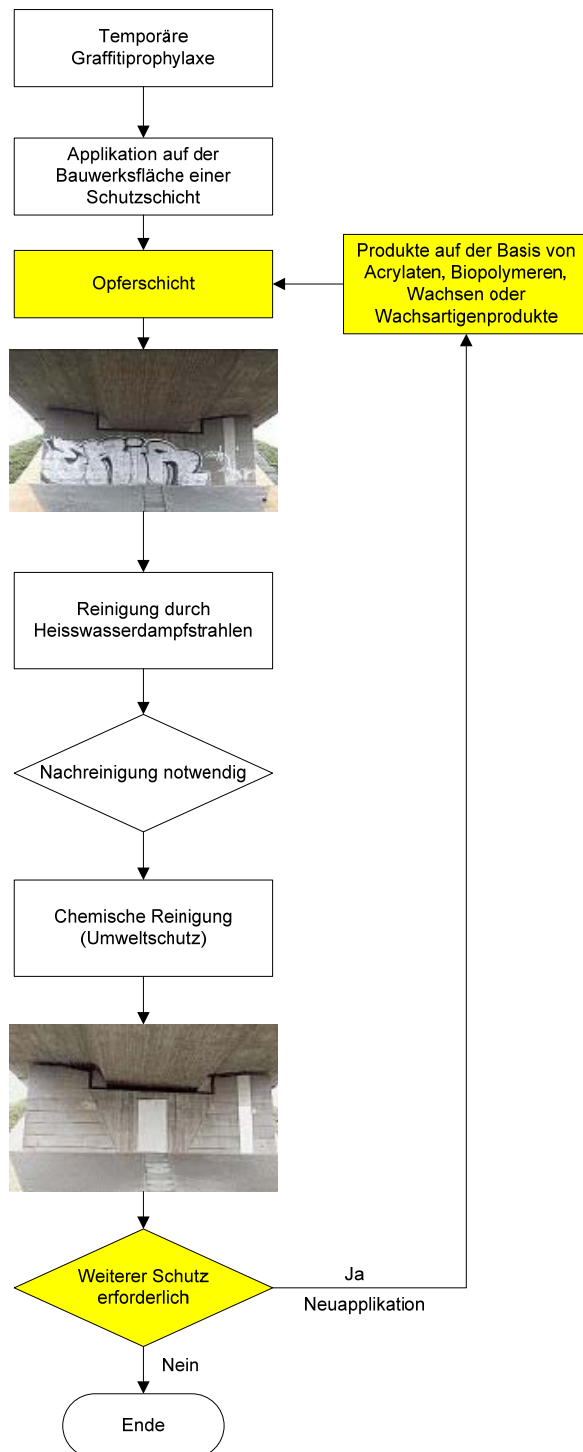 Temporäre
Graffitiprophylaxe
Applikation auf der
Bauwerksfläche einer
Schutzschicht
Opferschicht
Produkte auf der Basis von
Acrylaten, Biopolymeren,
Wachsen oder
Wachsartigenprodukte
Reinigung durch
Heisswasserdampfstrahlen
Nachreinigung notwendig
Chemische Reinigung
(Umweltschutz)
Weiterer Schutz
erforderlich
Ja
Neuapplikation
Nein
Ende